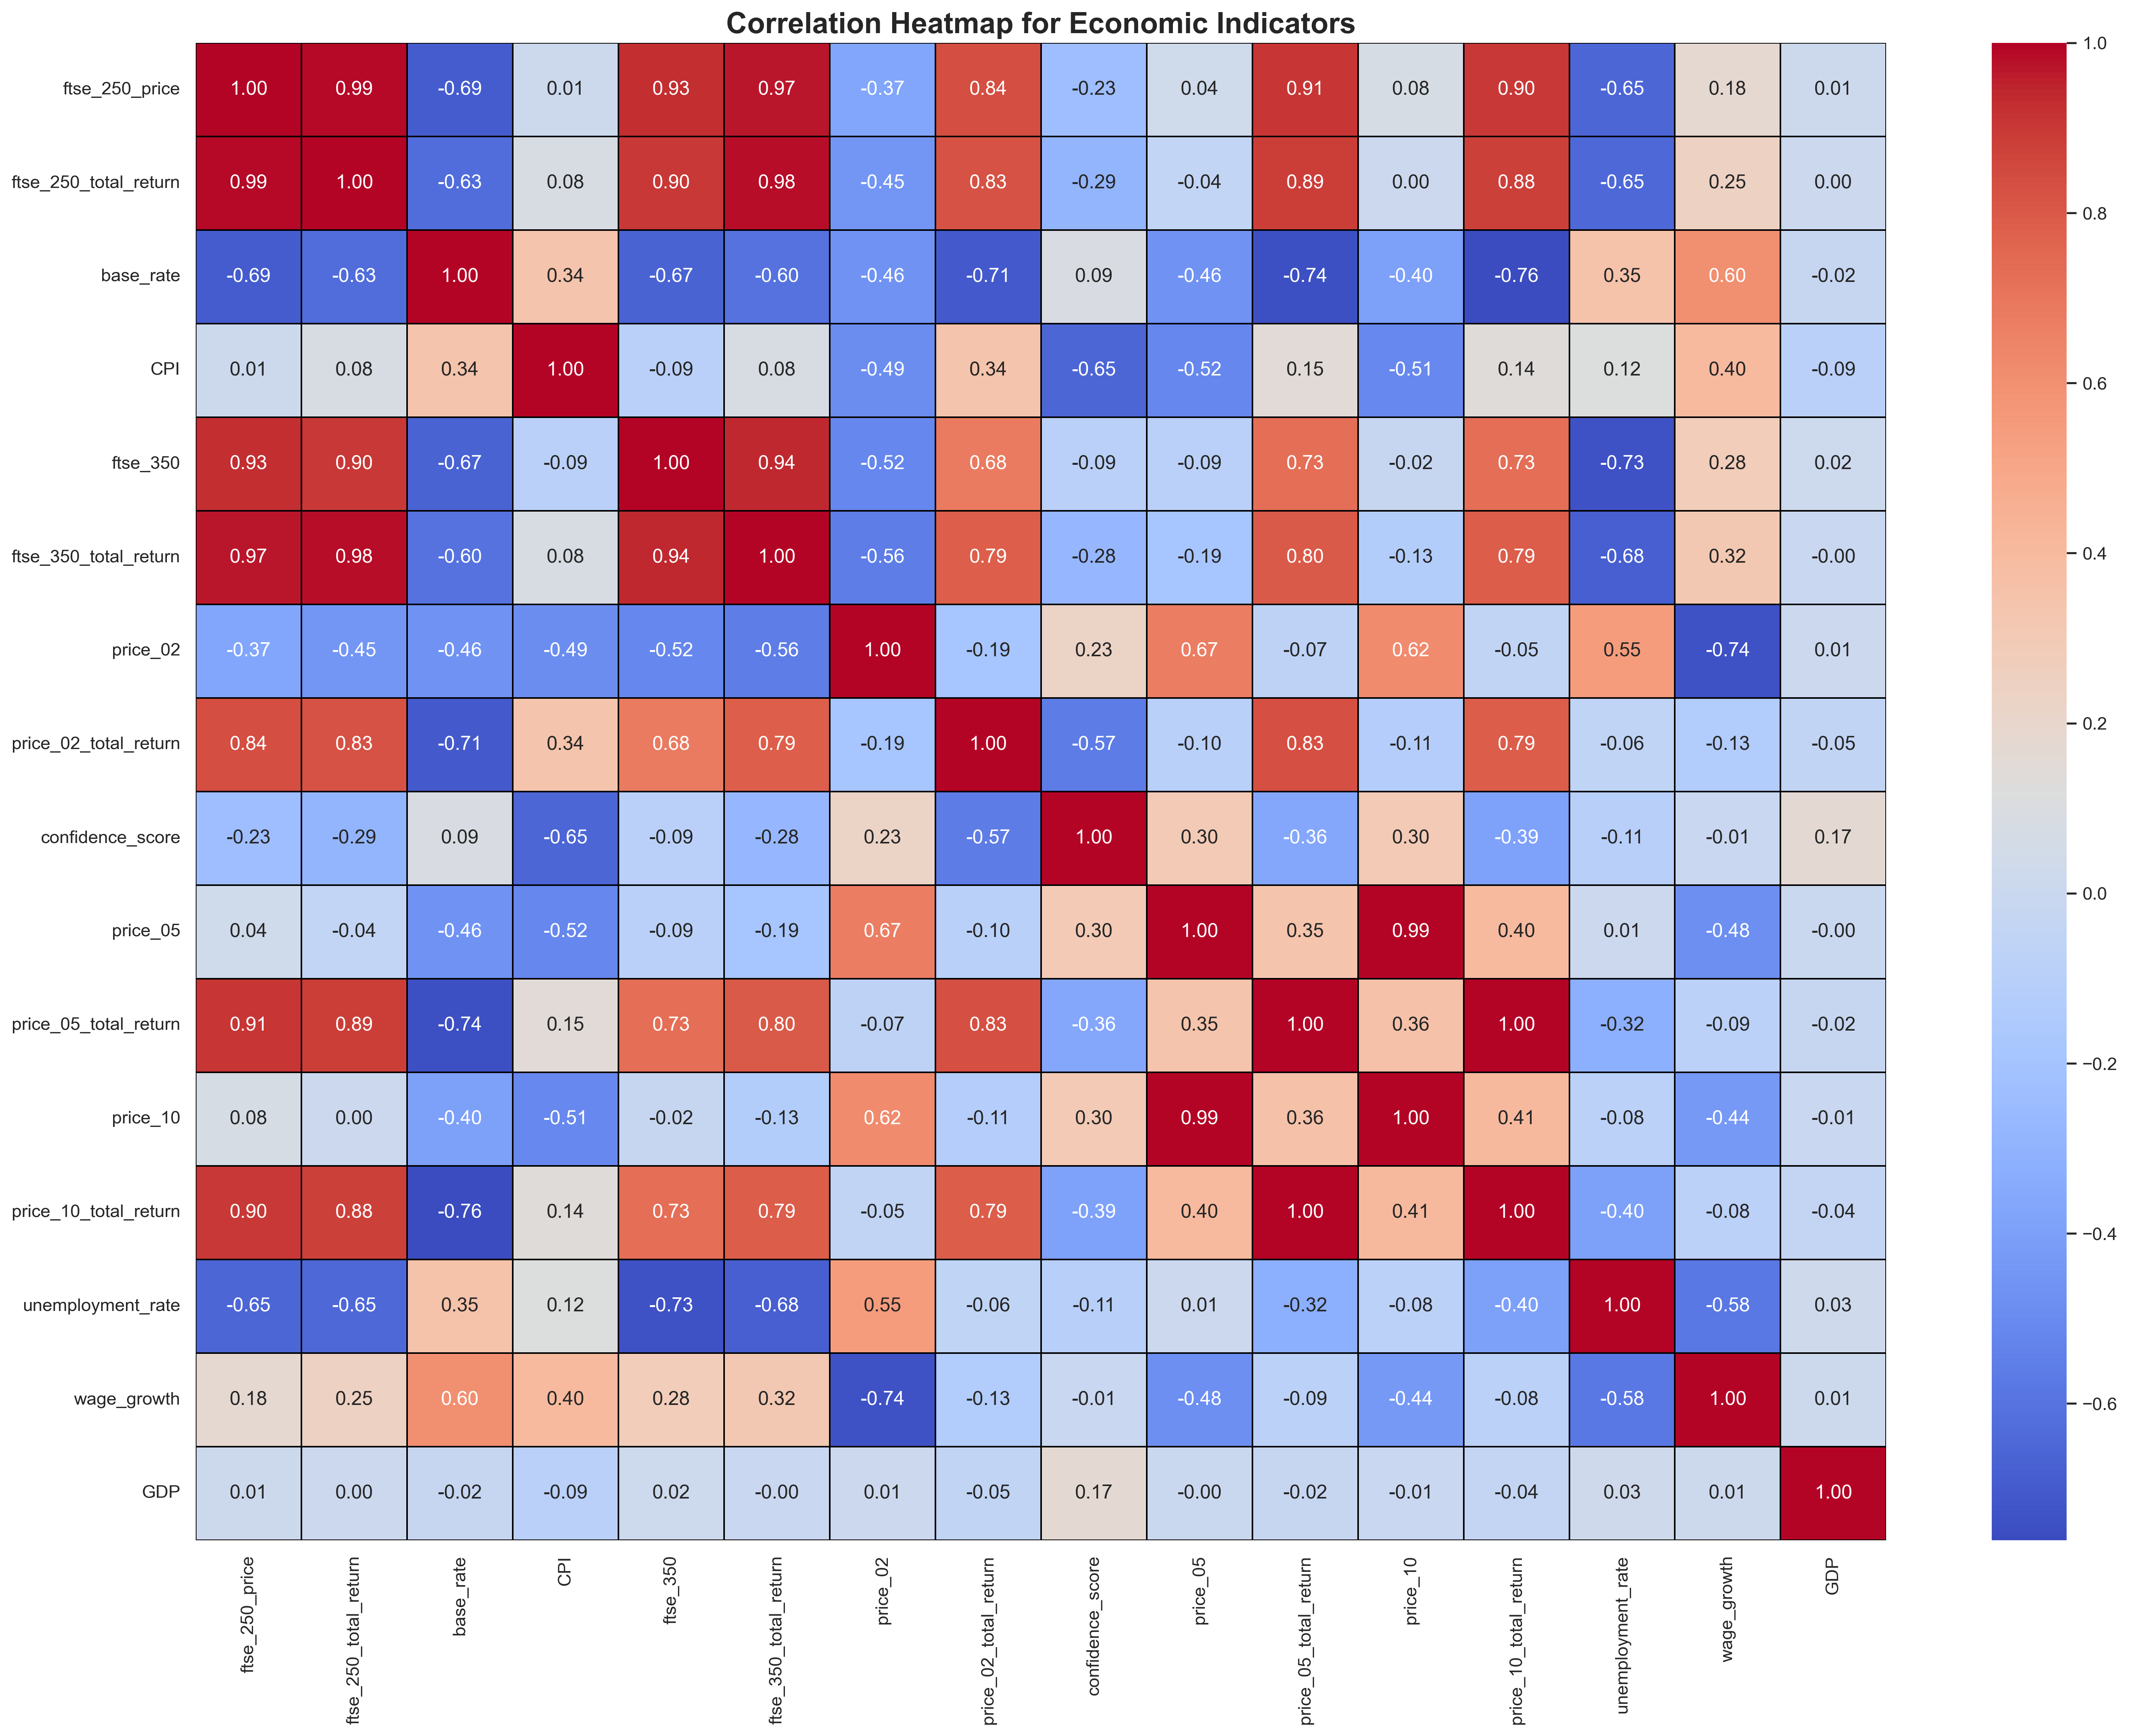 Correlation Heatmap for Economic Indicators
ftse_250_price 1.00 0.99 -0.69 0.01 0.93 0.97 -0.37 0.84 -0.23 0.04 0.91 0.08 0.90 -0.65 0.18 0.01
ftse_250_total_return 0.99 1.00 -0.63 0.08 0.90 0.98 -0.45 0.83 -0.29 -0.04 0.89 0.00 0.88 -0.65 0.25 0.00
base_rate -0.69 -0.63 1.00 0.34 -0.67 -0.60 -0.46 -0.71 0.09 -0.46 -0.74 -0.40 -0.76 0.35 0.60 -0.02
CPI 0.01 0.08 0.34 1.00 -0.09 0.08 -0.49 0.34 -0.65 -0.52 0.15 -0.51 0.14 0.12 0.40 -0.09
ftse_350 0.93 0.90 -0.67 -0.09 1.00 0.94 -0.52 0.68 -0.09 -0.09 0.73 -0.02 0.73 -0.73 0.28 0.02
ftse_350_total_return 0.97 0.98 -0.60 0.08 0.94 1.00 -0.56 0.79 -0.28 -0.19 0.80 -0.13 0.79 -0.68 0.32 -0.00
price_02 -0.37 -0.45 -0.46 -0.49 -0.52 -0.56 1.00 -0.19 0.23 0.67 -0.07 0.62 -0.05 0.55 -0.74 0.01
price_02_total_return 0.84 0.83 -0.71 0.34 0.68 0.79 -0.19 1.00 -0.57 -0.10 0.83 -0.11 0.79 -0.06 -0.13 -0.05
confidence_score -0.23 -0.29 0.09 -0.65 -0.09 -0.28 0.23 -0.57 1.00 0.30 -0.36 0.30 -0.39 -0.11 -0.01 0.17
price_05 0.04 -0.04 -0.46 -0.52 -0.09 -0.19 0.67 -0.10 0.30 1.00 0.35 0.99 0.40 0.01 -0.48 -0.00
price_05_total_return 0.91 0.89 -0.74 0.15 0.73 0.80 -0.07 0.83 -0.36 0.35 1.00 0.36 1.00 -0.32 -0.09 -0.02
price_10 0.08 0.00 -0.40 -0.51 -0.02 -0.13 0.62 -0.11 0.30 0.99 0.36 1.00 0.41 -0.08 -0.44 -0.01
price_10_total_return 0.90 0.88 -0.76 0.14 0.73 0.79 -0.05 0.79 -0.39 0.40 1.00 0.41 1.00 -0.40 -0.08 -0.04
unemployment_rate -0.65 -0.65 0.35 0.12 -0.73 -0.68 0.55 -0.06 -0.11 0.01 -0.32 -0.08 -0.40 1.00 -0.58 0.03
wage_growth 0.18 0.25 0.60 0.40 0.28 0.32 -0.74 -0.13 -0.01 -0.48 -0.09 -0.44 -0.08 -0.58 1.00 0.01
GDP 0.01 0.00 -0.02 -0.09 0.02 -0.00 0.01 -0.05 0.17 -0.00 -0.02 -0.01 -0.04 0.03 0.01 1.00
ftse_250_price
ftse_250_total_return
base_rate
CPI
ftse_350
ftse_350_total_return
price_02
price_02_total_return
confidence_score
price_05
price_05_total_return
price_10
price_10_total_return
unemployment_rate
wage_growth
GDP
1.0
0.8
0.6
0.4
0.2
0.0
−0.2
−0.4
−0.6